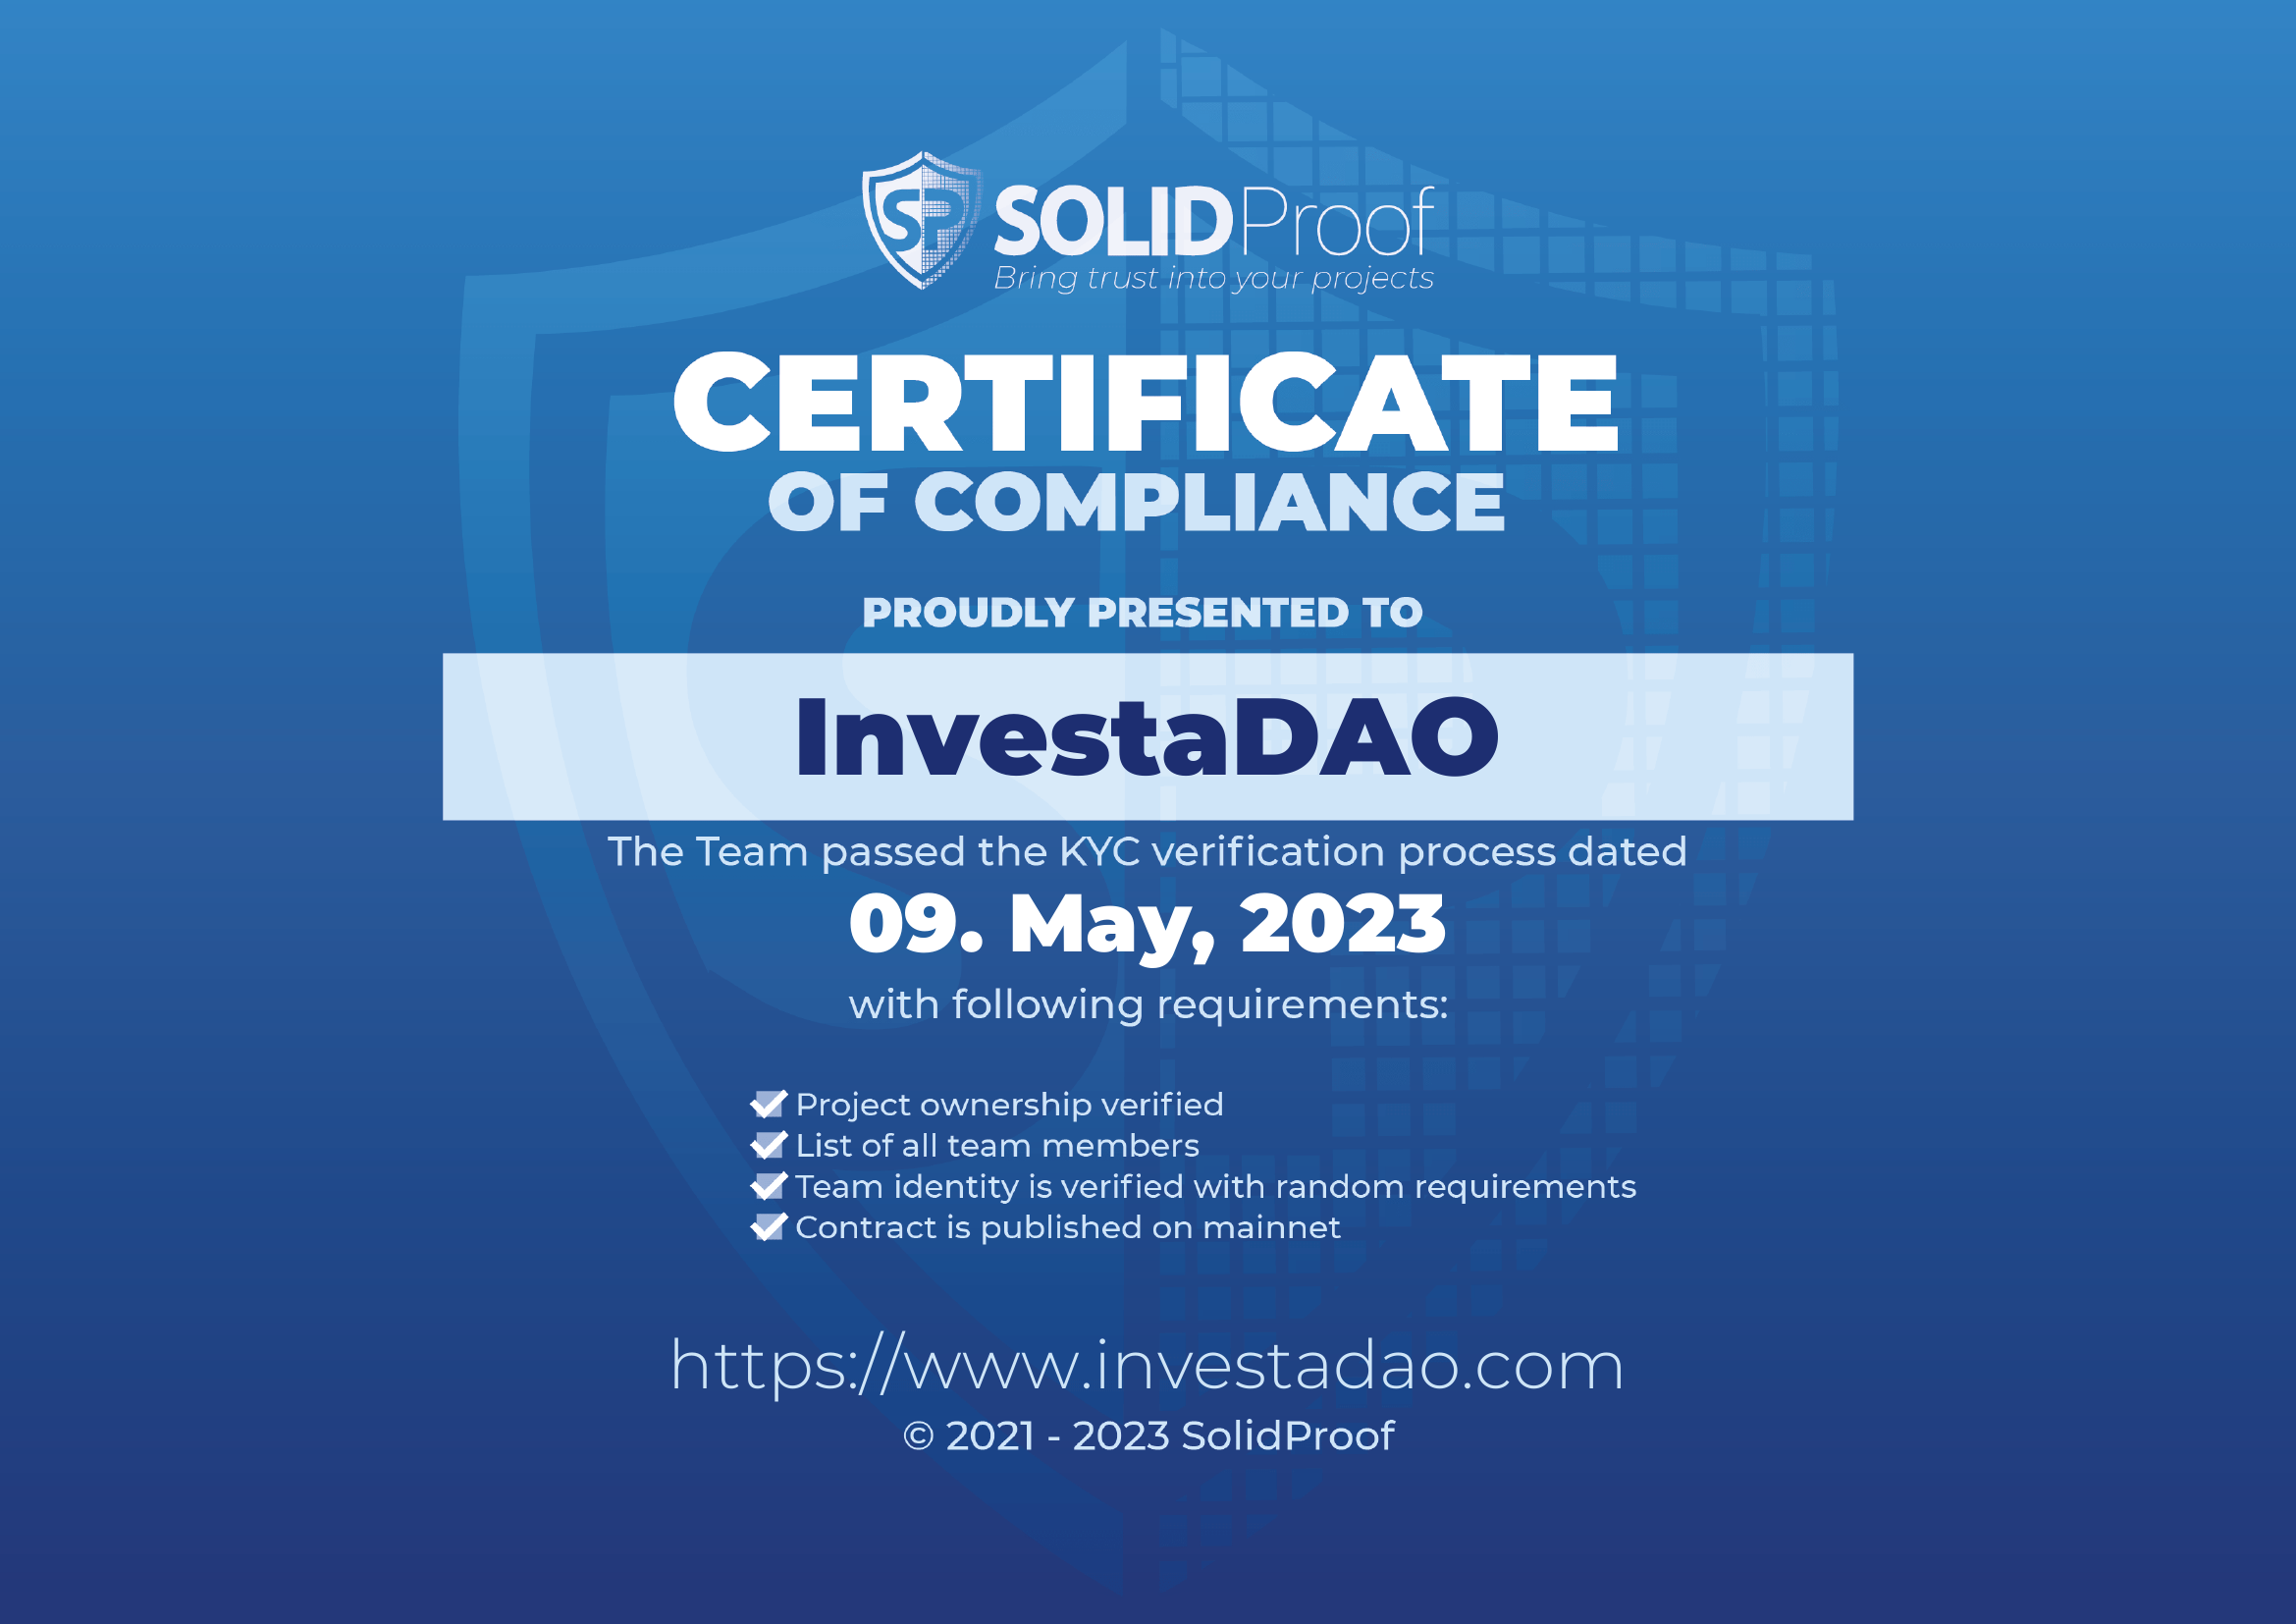 SP SOLIDProof
Bring trust into your projects
CERTIFICATE
OF COMPLIANCE
PROUDLY PRESENTED TO
InvestaDAO
The Team passed the KYC verification process dated
09. May, 2023
with following requirements:
Project ownership verified
List of all team members
Team identity is verified with random requirements
Contract is published on mainnet
https://www.investadao.com
© 2021 - 2023 SolidProof